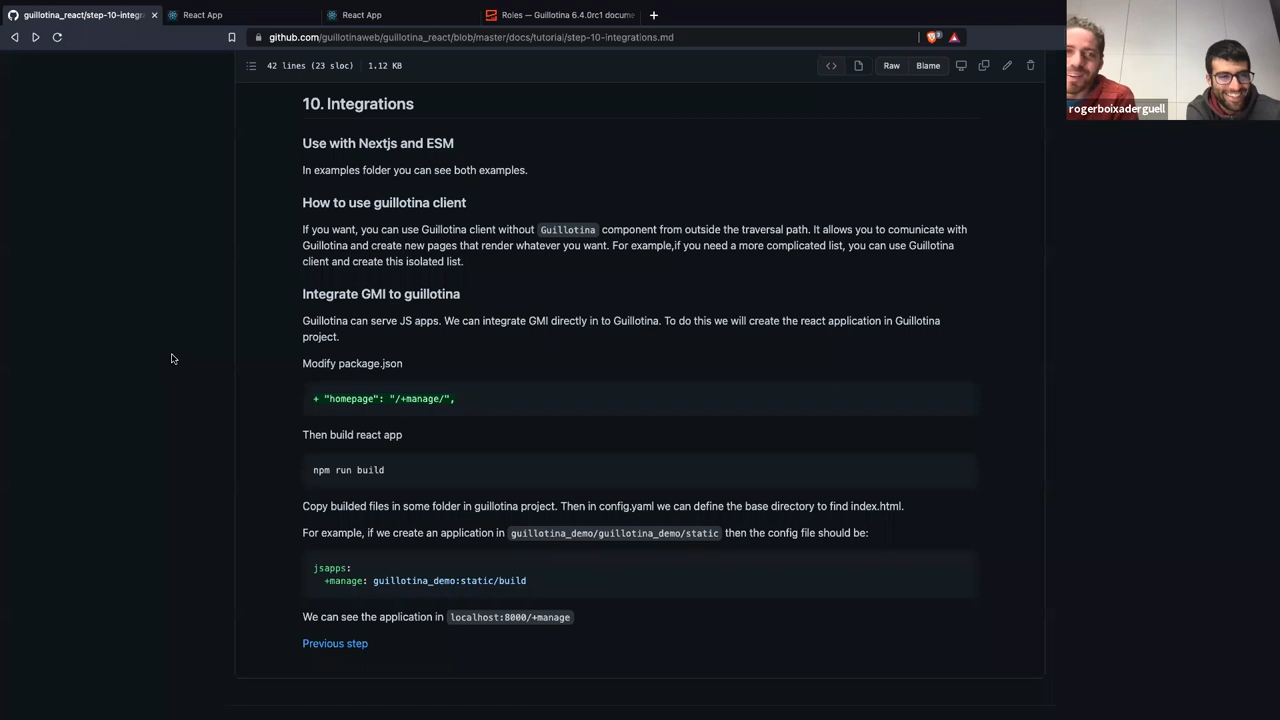 guillotina_react/step-10-integra
React App
React App
Roles — Guillotina 6.4.0rc1 docume
github.com/guillotinaweb/guillotina_react/blob/master/docs/tutorial/step-10-integrations.md
42 lines (23 sloc) 1.12 KB
Raw
Blame
10. Integrations
Use with Nextjs and ESM
In examples folder you can see both examples.
How to use guillotina client
If you want, you can use Guillotina client without Guillotina component from outside the traversal path. It allows you to comunicate with
Guillotina and create new pages that render whatever you want. For example,if you need a more complicated list, you can use Guillotina
client and create this isolated list.
Integrate GMI to guillotina
Guillotina can serve JS apps. We can integrate GMI directly in to Guillotina. To do this we will create the react application in Guillotina
project.
Modify package.json
+ "homepage": "/+manage/",
Then build react app
npm run build
Copy builded files in some folder in guillotina project. Then in config.yaml we can define the base directory to find index.html.
For example, if we create an application in guillotina_demo/guillotina_demo/static then the config file should be:
jsapps:
+manage: guillotina_demo:static/build
We can see the application in localhost:8000/+manage
Previous step
rogerboixaderguell